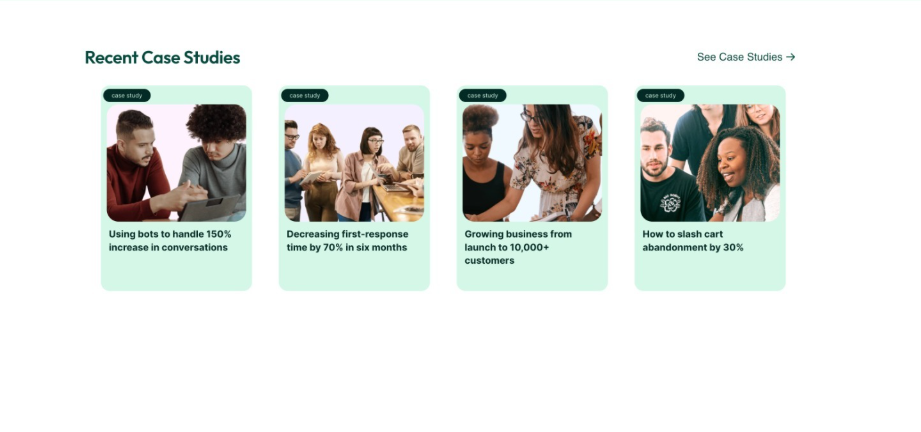 Recent Case Studies
See Case Studies →
case study
Using bots to handle 150%
increase in conversations
case study
Decreasing first-response
time by 70% in six months
case study
Growing business from
launch to 10,000+
customers
case study
How to slash cart
abandonment by 30%